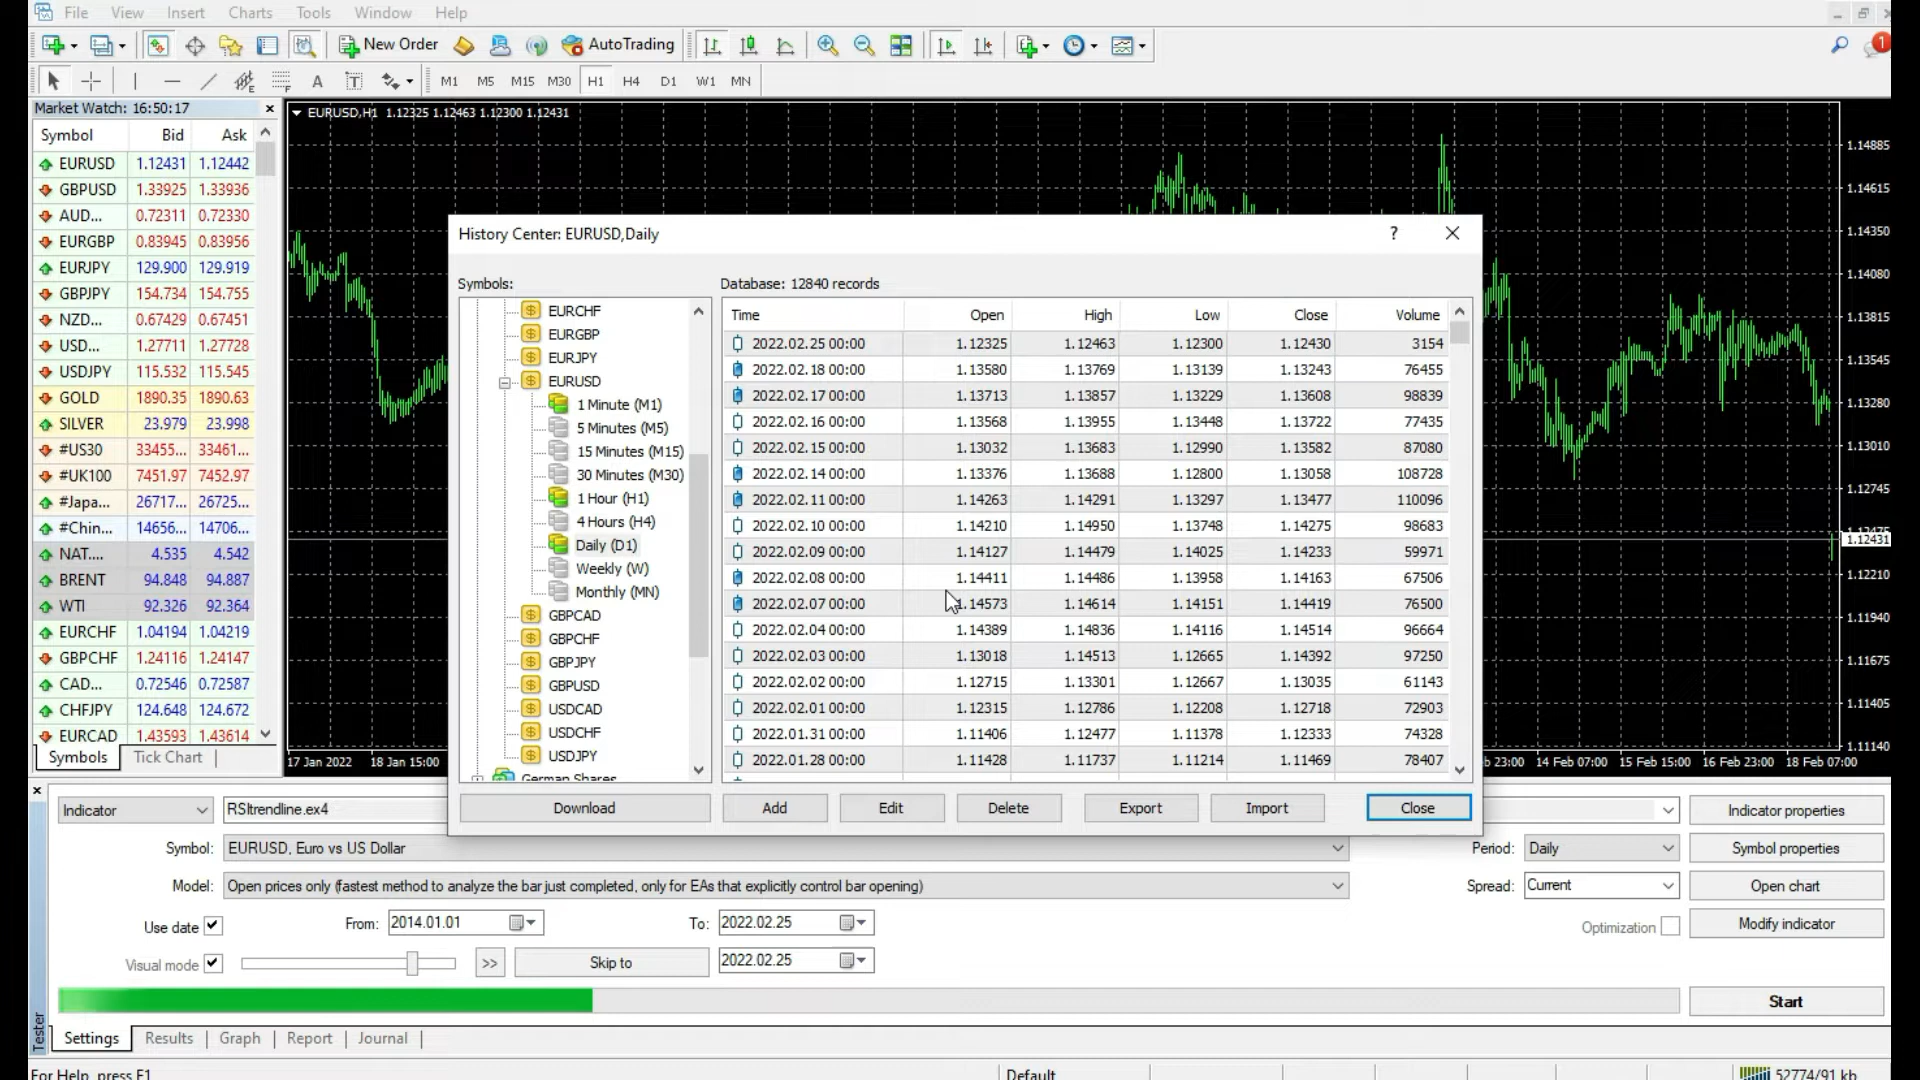 File View Insert Charts Tools Window Help
New Order AutoTrading
1
A T M1 M5 M15 M30 H1 H4 D1 W1 MN
Market Watch: 16:50:17
Symbol Bid Ask
EURUSD 1.12431 1.12442
GBPUSD 1.33925 1.33936
AUD... 0.72311 0.72330
EURGBP 0.83945 0.83956
EURJPY 129.900 129.919
GBPJPY 154.734 154.755
NZD... 0.67429 0.67451
USD... 1.27711 1.27728
USDJPY 115.532 115.545
GOLD 1890.35 1890.63
SILVER 23.979 23.998
#US30 33455... 33461...
#UK100 7451.97 7452.97
#Japa... 26717... 26725...
#Chin... 14656... 14706...
NAT.... 4.535 4.542
BRENT 94.848 94.887
WTI 92.326 92.364
EURCHF 1.04194 1.04219
GBPCHF 1.24116 1.24147
CAD... 0.72546 0.72587
CHFJPY 124.648 124.672
EURCAD 1.43593 1.43614
Symbols Tick Chart
EURUSD,H1 1.12325 1.12463 1.12300 1.12431
1.14885
1.14615
1.14350
1.14080
1.13815
1.13545
1.13280
1.13010
1.12745
1.12475
1.12431
1.12210
1.11940
1.11675
1.11405
1.11140
17 Jan 2022 18 Jan 15:00 23:00 14 Feb 07:00 15 Feb 15:00 16 Feb 23:00 18 Feb 07:00
History Center: EURUSD,Daily ?
Symbols:
EURCHF
EURGBP
EURJPY
EURUSD
1 Minute (M1)
5 Minutes (M5)
15 Minutes (M15)
30 Minutes (M30)
1 Hour (H1)
4 Hours (H4)
Daily (D1)
Weekly (W)
Monthly (MN)
GBPCAD
GBPCHF
GBPJPY
GBPUSD
USDCAD
USDCHF
USDJPY
German Shares
Database: 12840 records
Time Open High Low Close Volume
2022.02.25 00:00 1.12325 1.12463 1.12300 1.12430 3154
2022.02.18 00:00 1.13580 1.13769 1.13139 1.13243 76455
2022.02.17 00:00 1.13713 1.13857 1.13229 1.13608 98839
2022.02.16 00:00 1.13568 1.13955 1.13448 1.13722 77435
2022.02.15 00:00 1.13032 1.13683 1.12990 1.13582 87080
2022.02.14 00:00 1.13376 1.13688 1.12800 1.13058 108728
2022.02.11 00:00 1.14263 1.14291 1.13297 1.13477 110096
2022.02.10 00:00 1.14210 1.14950 1.13748 1.14275 98683
2022.02.09 00:00 1.14127 1.14479 1.14025 1.14233 59971
2022.02.08 00:00 1.14411 1.14486 1.13958 1.14163 67506
2022.02.07 00:00 1.14573 1.14614 1.14151 1.14419 76500
2022.02.04 00:00 1.14389 1.14836 1.14116 1.14514 96664
2022.02.03 00:00 1.13018 1.14513 1.12665 1.14392 97250
2022.02.02 00:00 1.12715 1.13301 1.12667 1.13035 61143
2022.02.01 00:00 1.12315 1.12786 1.12208 1.12718 72903
2022.01.31 00:00 1.11406 1.12477 1.11378 1.12333 74328
2022.01.28 00:00 1.11428 1.11737 1.11214 1.11469 78407
Download Add Edit Delete Export Import Close
Indicator RSItrendline.ex4 Indicator properties
Symbol: EURUSD, Euro vs US Dollar Period: Daily Symbol properties
Model: Open prices only (fastest method to analyze the bar just completed, only for EAs that explicitly control bar opening) Spread: Current Open chart
Use date From: 2014.01.01 To: 2022.02.25 Optimization Modify indicator
Visual mode >> Skip to 2022.02.25
Start
Tester
Settings Results Graph Report Journal
For Help, press F1 Default 52774/91 kb